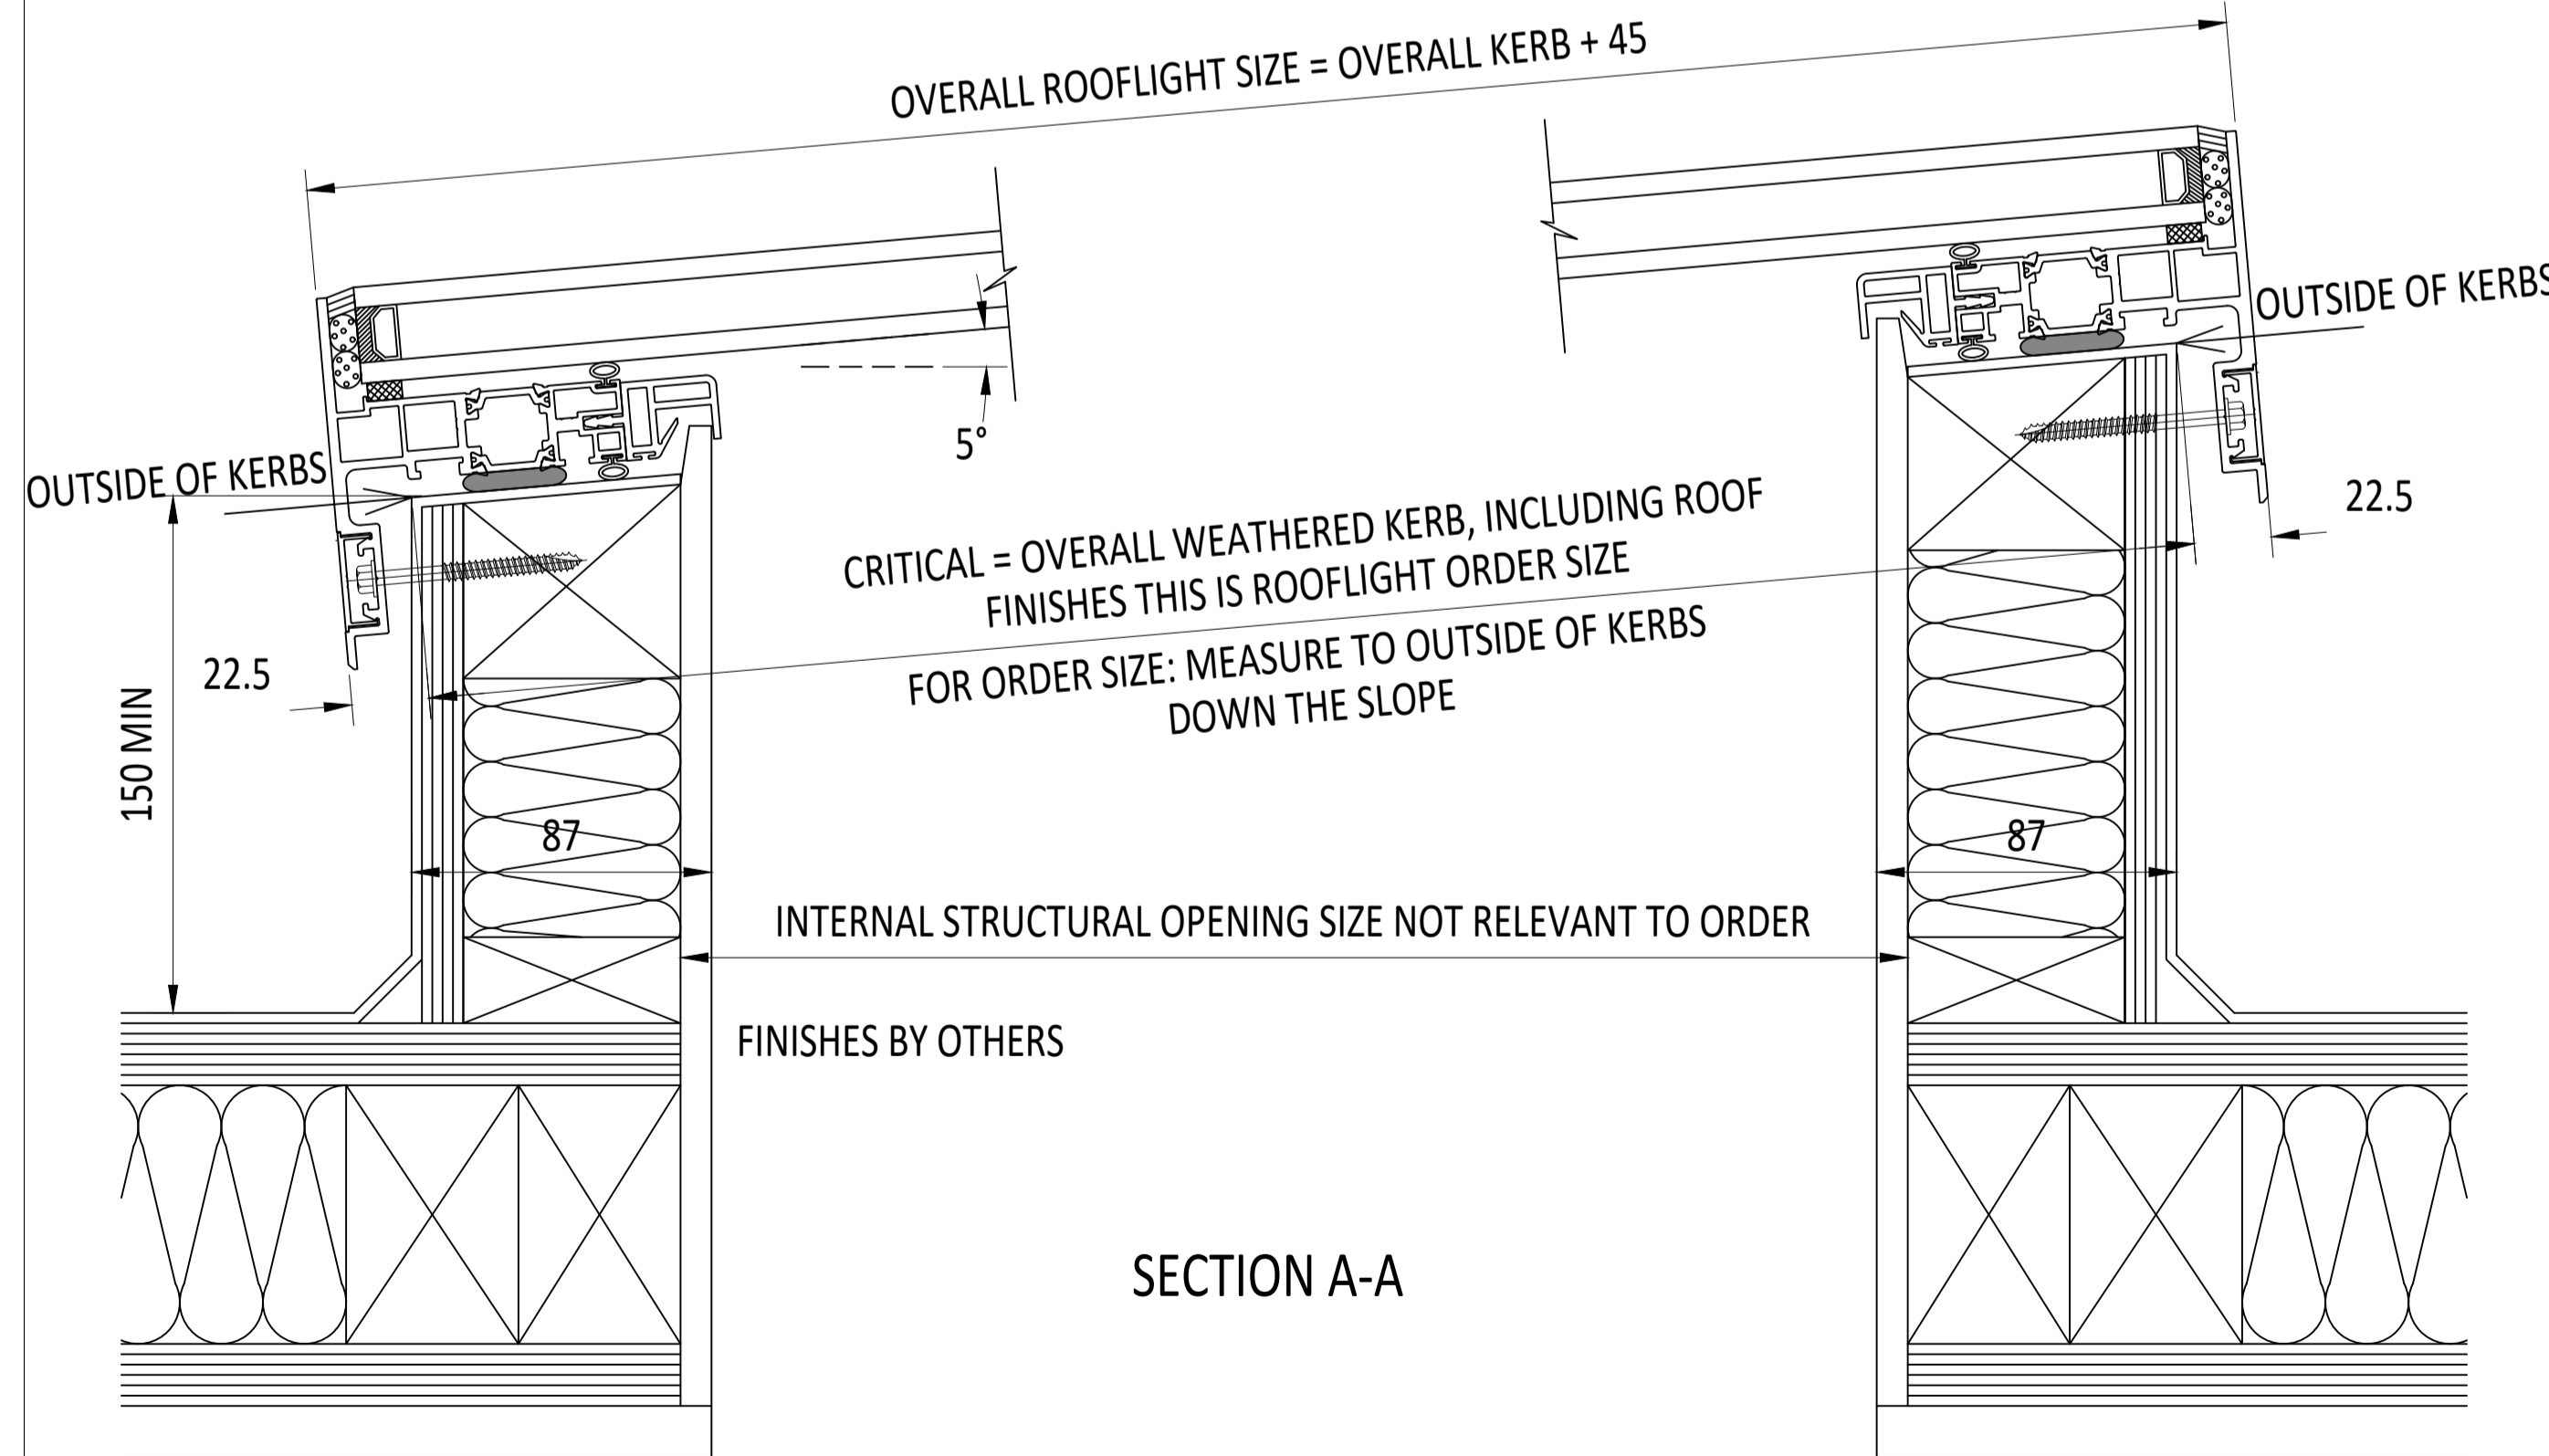 OVERALL ROOFLIGHT SIZE = OVERALL KERB + 45
OUTSIDE OF KERBS
5°
OUTSIDE OF KERBS
22.5
CRITICAL = OVERALL WEATHERED KERB, INCLUDING ROOF
FINISHES THIS IS ROOFLIGHT ORDER SIZE
FOR ORDER SIZE: MEASURE TO OUTSIDE OF KERBS
DOWN THE SLOPE
22.5
150 MIN
87
87
INTERNAL STRUCTURAL OPENING SIZE NOT RELEVANT TO ORDER
FINISHES BY OTHERS
SECTION A-A